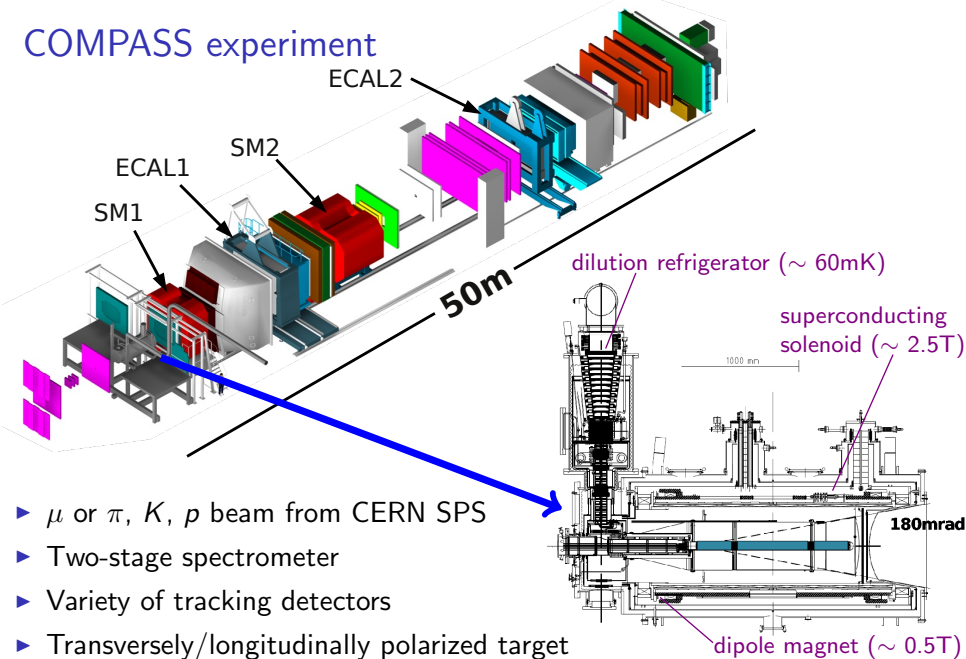 COMPASS experiment
ECAL2
SM2
ECAL1
SM1
50m
dilution refrigerator (∼ 60mK)
superconducting
solenoid (∼ 2.5T)
1000 mm
180mrad
dipole magnet (∼ 0.5T)
▶ μ or π, K, p beam from CERN SPS
▶ Two-stage spectrometer
▶ Variety of tracking detectors
▶ Transversely/longitudinally polarized target